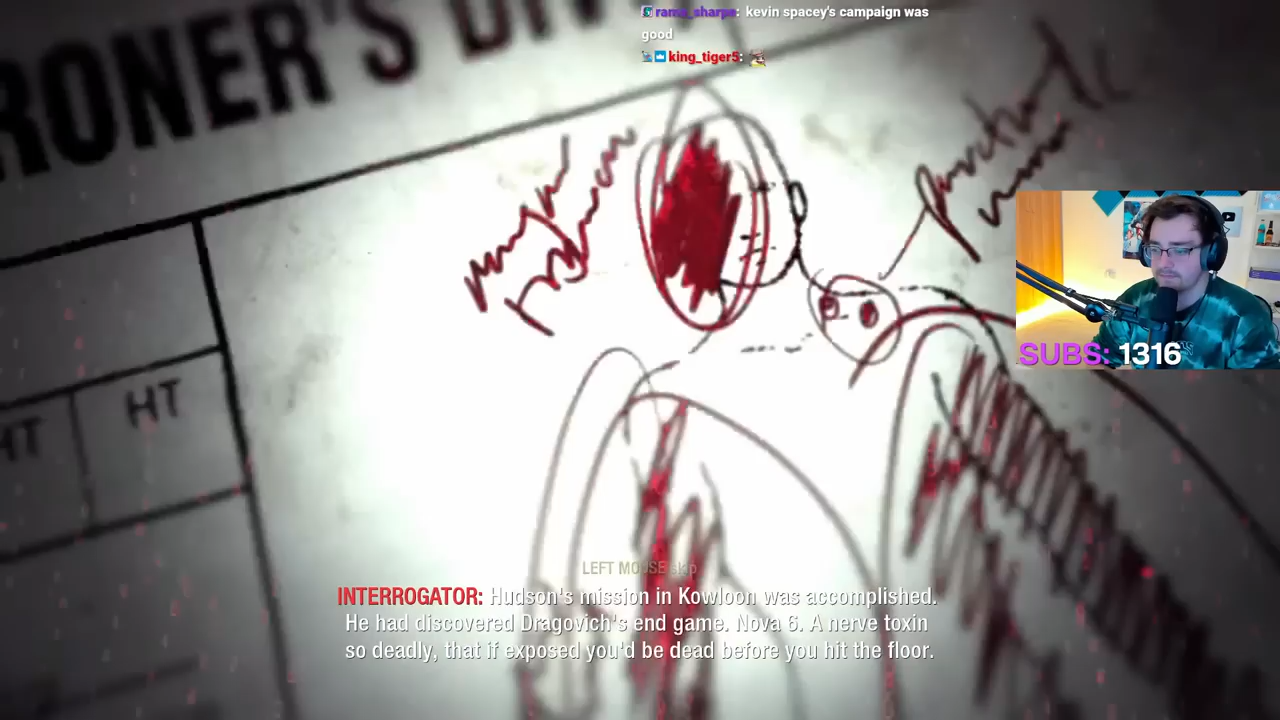 rama_sharpe: kevin spacey's campaign was
good
king_tiger5:
RONER'S DIV
HT
HT
SUBS: 1316
LEFT MOUSE skip
INTERROGATOR: Hudson's mission in Kowloon was accomplished.
He had discovered Dragovich's end game. Nova 6. A nerve toxin
so deadly, that if exposed you'd be dead before you hit the floor.